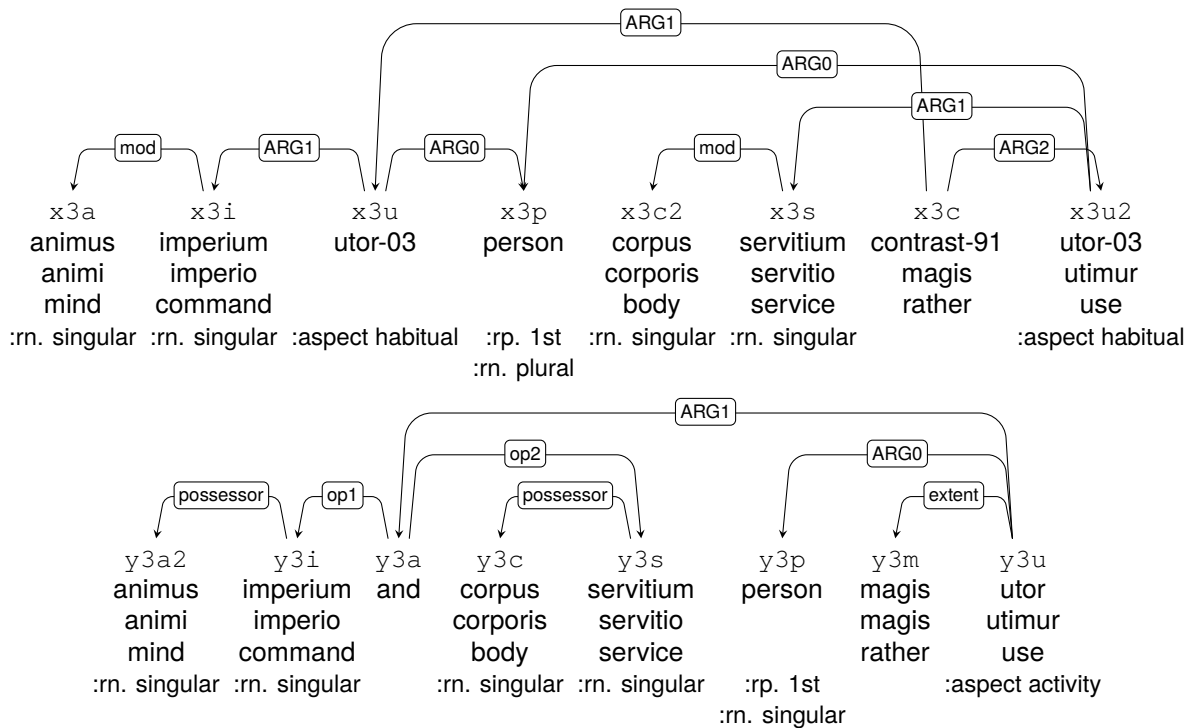 ARG1
ARG0
ARG1
mod ARG1 ARG0 mod ARG2
x3a x3i x3u x3p x3c2 x3s x3c x3u2
animus imperium utor-03 person corpus servitium contrast-91 utor-03
animi imperio corporis servitio magis utimur
mind command body service rather use
:rn. singular :rn. singular :aspect habitual :rp. 1st :rn. singular :rn. singular :aspect habitual
:rn. plural
ARG1
op2 ARG0
possessor op1 possessor extent
y3a2 y3i y3a y3c y3s y3p y3m y3u
animus imperium and corpus servitium person magis utor
animi imperio corporis servitio magis utimur
mind command body service rather use
:rn. singular :rn. singular :rn. singular :rn. singular :rp. 1st :aspect activity
:rn. singular